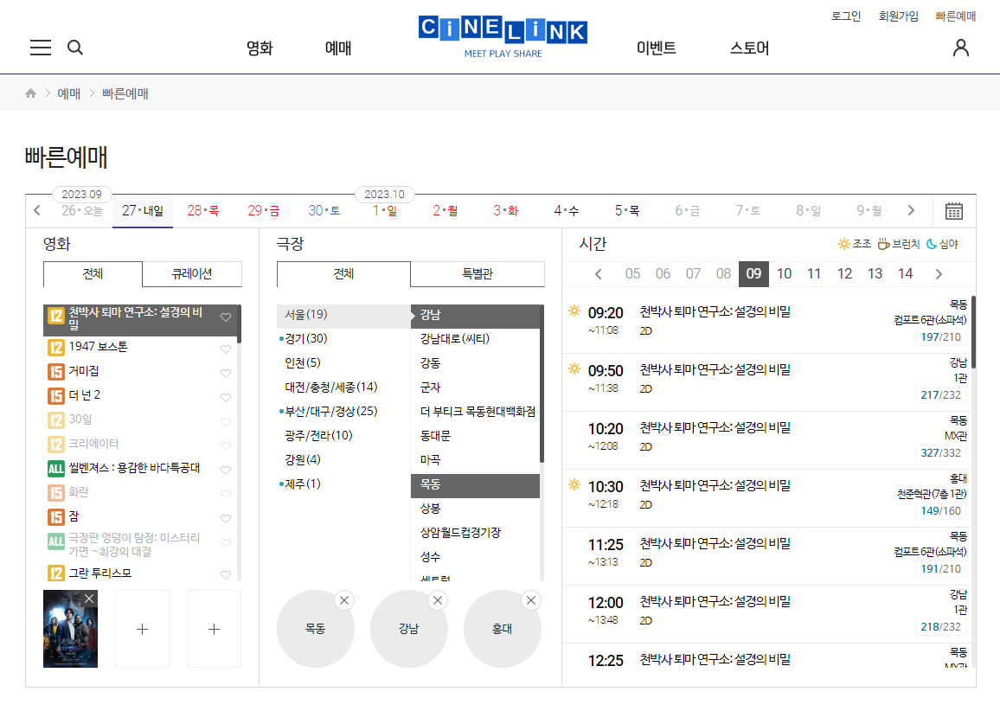 로그인 회원가입 빠른예매
영화 예매 CiNELiNK 이벤트 스토어
MEET PLAY SHARE
예매 빠른예매
빠른예매
2023.09 2023.10
26·오늘 27·내일 28·목 29·금 30·토 1·일 2·월 3·화 4·수 5·목 6·금 7·토 8·일 9·월
영화
전체 큐레이션
12 천박사 퇴마 연구소: 설경의 비
밀
12 1947 보스톤
15 거미집
15 더 넌 2
12 30일
12 크리에이터
ALL 씰벤져스 : 용감한 바다특공대
15 화란
15 잠
ALL 극장판 엉덩이 탐정: 미스터리
가면 ~최강의 대결
12 그란 투리스모
극장
전체 특별관
서울(19)
경기(30)
인천(5)
대전/충청/세종(14)
부산/대구/경상(25)
광주/전라(10)
강원(4)
제주(1)
강남
강남대로(씨티)
강동
군자
더 부티크 목동현대백화점
동대문
마곡
목동
상봉
상암월드컵경기장
성수
센트럴
목동 강남 홍대
시간 조조 브런치 심야
05 06 07 08 09 10 11 12 13 14
09:20 천박사 퇴마 연구소: 설경의 비밀 목동
~11:08 2D 컴포트 6관(소파석)
197/210
09:50 천박사 퇴마 연구소: 설경의 비밀 강남
~11:38 2D 1관
217/232
10:20 천박사 퇴마 연구소: 설경의 비밀 목동
~12:08 2D MX관
327/332
10:30 천박사 퇴마 연구소: 설경의 비밀 홍대
~12:18 2D 천준혁관(7층 1관)
149/160
11:25 천박사 퇴마 연구소: 설경의 비밀 목동
~13:13 2D 컴포트 6관(소파석)
191/210
12:00 천박사 퇴마 연구소: 설경의 비밀 강남
~13:48 2D 1관
218/232
12:25 천박사 퇴마 연구소: 설경의 비밀 목동
MX관